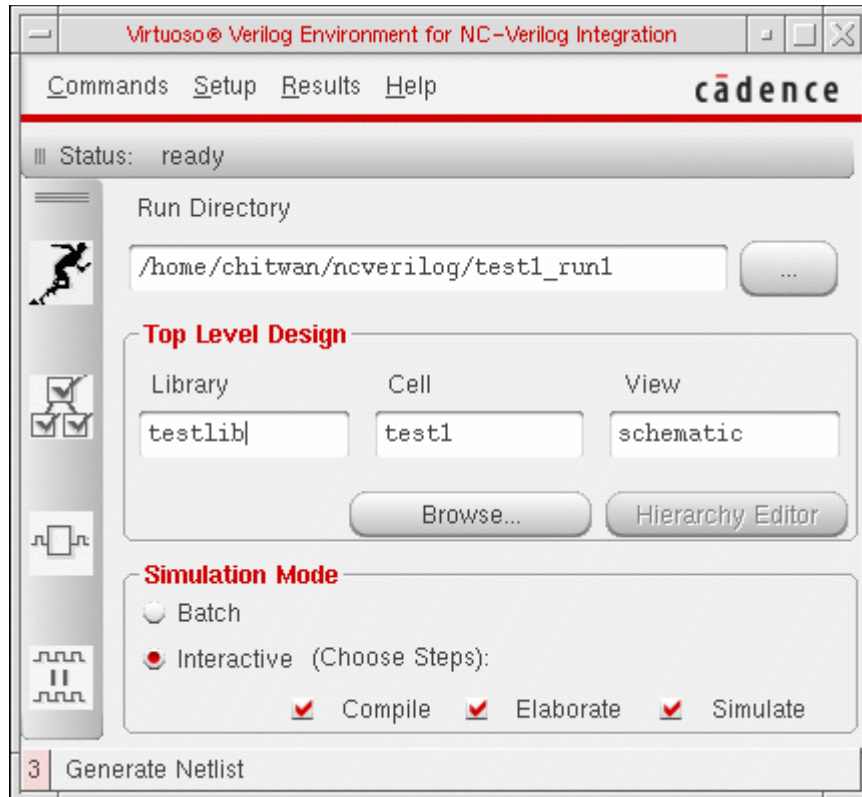 Virtuoso® Verilog Environment for NC-Verilog Integration
Commands Setup Results Help cādence
Status: ready
Run Directory
/home/chitwan/ncverilog/test1_run1 ...
Top Level Design
Library Cell View
testlib test1 schematic
Browse... Hierarchy Editor
Simulation Mode
Batch
Interactive (Choose Steps):
Compile Elaborate Simulate
3 Generate Netlist